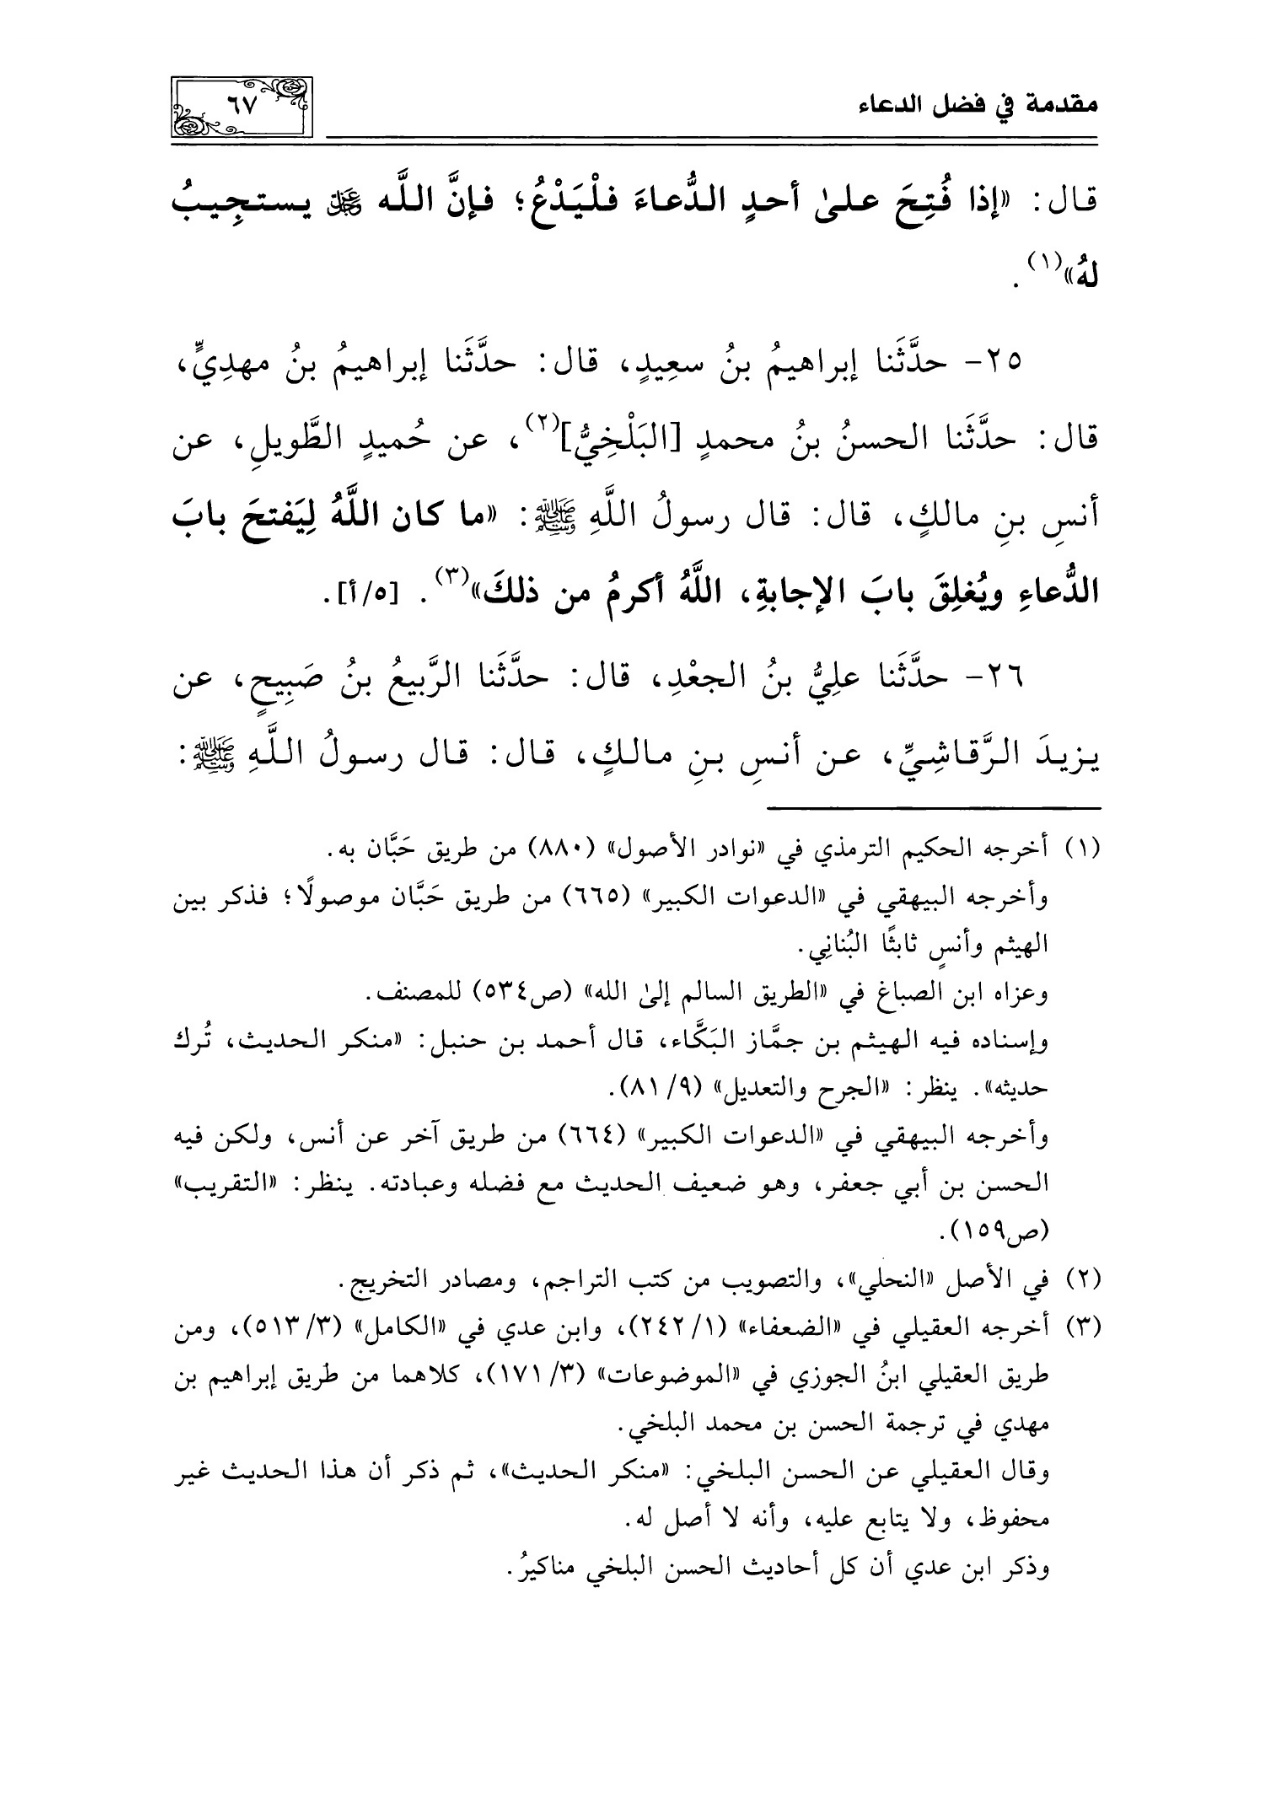 مقدمة في فضل الدعاء
٦٧
قال: «إذا فُتِحَ علىٰ أحدٍ الدُّعاءَ فلْيَدْعُ؛ فإنَّ اللَّه ﷿ يستجِيبُ
لهُ»(١).
٢٥- حدَّثَنا إبراهيمُ بنُ سعِيدٍ، قال: حدَّثَنا إبراهيمُ بنُ مهدِيٍّ،
قال: حدَّثَنا الحسنُ بنُ محمدٍ [البَلْخِيُّ](٢)، عن حُميدٍ الطَّويلِ، عن
أنسِ بنِ مالكٍ، قال: قال رسولُ اللَّهِ ﷺ: «ما كان اللَّهُ لِيَفتحَ بابَ
الدُّعاءِ ويُغلِقَ بابَ الإجابةِ، اللَّهُ أكرمُ من ذلكَ»(٣). [٥/أ].
٢٦- حدَّثَنا علِيُّ بنُ الجعْدِ، قال: حدَّثَنا الرَّبيعُ بنُ صَبِيحٍ، عن
يزيدَ الرَّقاشِيِّ، عن أنسِ بنِ مالكٍ، قال: قال رسولُ اللَّهِ ﷺ:
(١) أخرجه الحكيم الترمذي في «نوادر الأصول» (٨٨٠) من طريق حَبَّان به.
وأخرجه البيهقي في «الدعوات الكبير» (٦٦٥) من طريق حَبَّان موصولًا؛ فذكر بين
الهيثم وأنسٍ ثابتًا البُنانِي.
وعزاه ابن الصباغ في «الطريق السالم إلىٰ الله» (ص٥٣٤) للمصنف.
وإسناده فيه الهيثم بن جمَّاز البَكَّاء، قال أحمد بن حنبل: «منكر الحديث، تُرك
حديثه». ينظر: «الجرح والتعديل» (٨١/٩).
وأخرجه البيهقي في «الدعوات الكبير» (٦٦٤) من طريق آخر عن أنس، ولكن فيه
الحسن بن أبي جعفر، وهو ضعيف الحديث مع فضله وعبادته. ينظر: «التقريب»
(ص١٥٩).
(٢) في الأصل «النحلي»، والتصويب من كتب التراجم، ومصادر التخريج.
(٣) أخرجه العقيلي في «الضعفاء» (٢٤٢/١)، وابن عدي في «الكامل» (٥١٣/٣)، ومن
طريق العقيلي ابنُ الجوزي في «الموضوعات» (١٧١/٣)، كلاهما من طريق إبراهيم بن
مهدي في ترجمة الحسن بن محمد البلخي.
وقال العقيلي عن الحسن البلخي: «منكر الحديث»، ثم ذكر أن هذا الحديث غير
محفوظ، ولا يتابع عليه، وأنه لا أصل له.
وذكر ابن عدي أن كل أحاديث الحسن البلخي مناكيرُ.